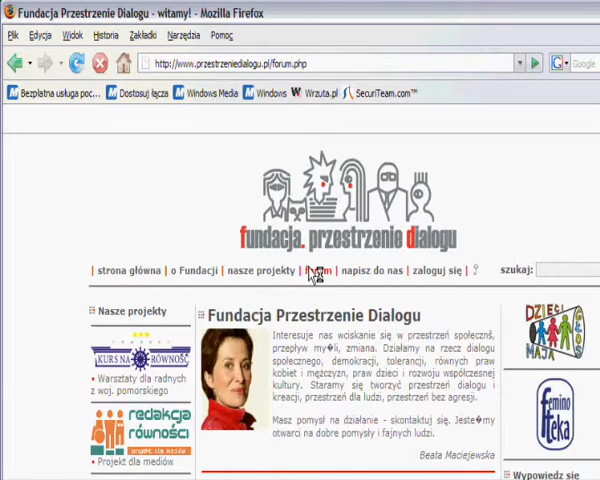 Fundacja Przestrzenie Dialogu - witamy! - Mozilla Firefox
Plik Edycja Widok Historia Zakładki Narzędzia Pomoc
http://www.przestrzeniedialogu.pl/forum.php
Google
Bezpłatna usługa poc... Dostosuj łącza Windows Media Windows Wrzuta.pl SecuriTeam.com™
fundacja. przestrzenie dialogu
| strona główna | o Fundacji | nasze projekty | forum | napisz do nas | zaloguj się | ?
szukaj:
Nasze projekty
KURS NA RÓWNOŚĆ
• Warsztaty dla radnych
z woj. pomorskiego
redakcja
równości
projekt dla mediów
• Projekt dla mediów
Fundacja Przestrzenie Dialogu
Interesuje nas wciskanie się w przestrzeń społeczną,
przepływ my�li, zmiana. Działamy na rzecz dialogu
społecznego, demokracji, tolerancji, równych praw
kobiet i mężczyzn, praw dzieci i rozwoju współczesnej
kultury. Staramy się tworzyć przestrzeń dialogu i
kreacji, przestrzeń dla ludzi, przestrzeń bez agresji.
Masz pomysł na działanie - skontaktuj się. Jeste�my
otwarci na dobre pomysły i fajnych ludzi.
Beata Maciejewska
DZIECI
MAJĄ
femino
teka
Wypowiedz się